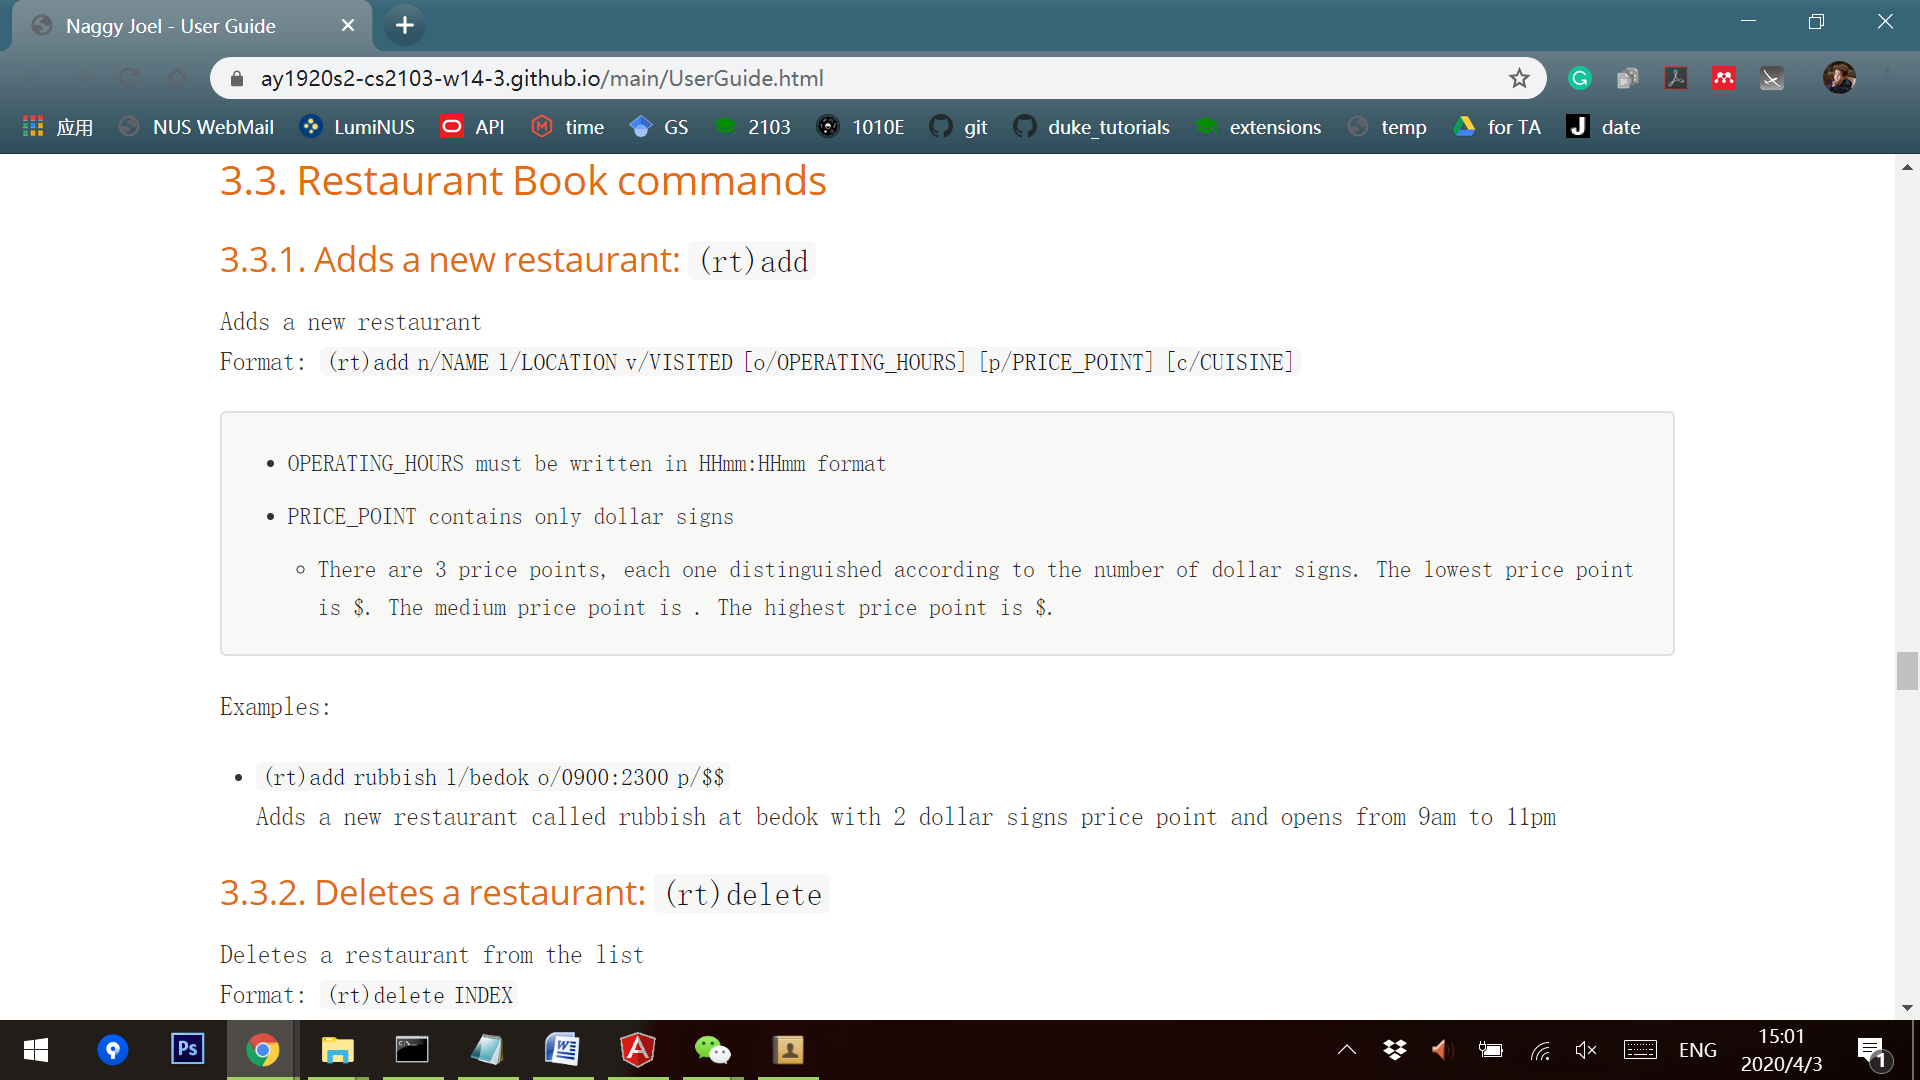 Naggy Joel - User Guide
ay1920s2-cs2103-w14-3.github.io/main/UserGuide.html
应用 NUS WebMail LumiNUS API time GS 2103 1010E git duke_tutorials extensions temp for TA date
3.3. Restaurant Book commands
3.3.1. Adds a new restaurant: (rt)add
Adds a new restaurant
Format: (rt)add n/NAME l/LOCATION v/VISITED [o/OPERATING_HOURS] [p/PRICE_POINT] [c/CUISINE]
• OPERATING_HOURS must be written in HHmm:HHmm format
• PRICE_POINT contains only dollar signs
◦ There are 3 price points, each one distinguished according to the number of dollar signs. The lowest price point
is $. The medium price point is . The highest price point is $.
Examples:
• (rt)add rubbish l/bedok o/0900:2300 p/$$
Adds a new restaurant called rubbish at bedok with 2 dollar signs price point and opens from 9am to 11pm
3.3.2. Deletes a restaurant: (rt)delete
Deletes a restaurant from the list
Format: (rt)delete INDEX
Ps
ENG
15:01
2020/4/3
1